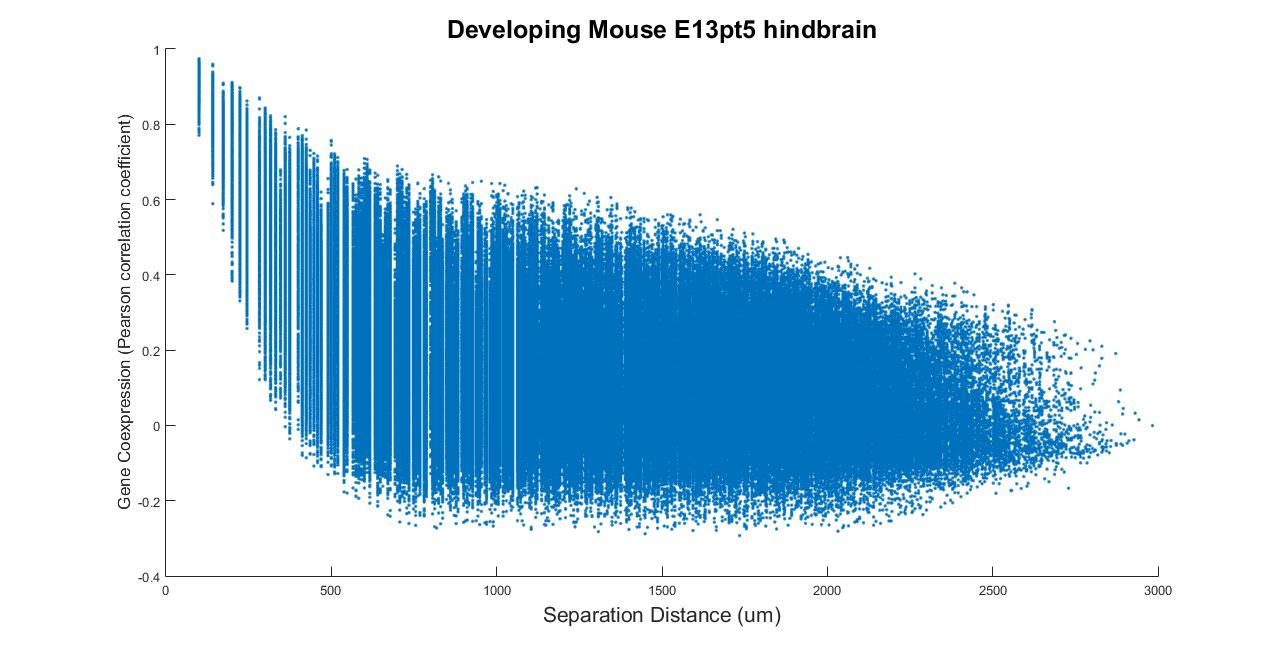 Developing Mouse E13pt5 hindbrain
Gene Coexpression (Pearson correlation coefficient)
1
0.8
0.6
0.4
0.2
0
-0.2
-0.4
0 500 1000 1500 2000 2500 3000
Separation Distance (um)